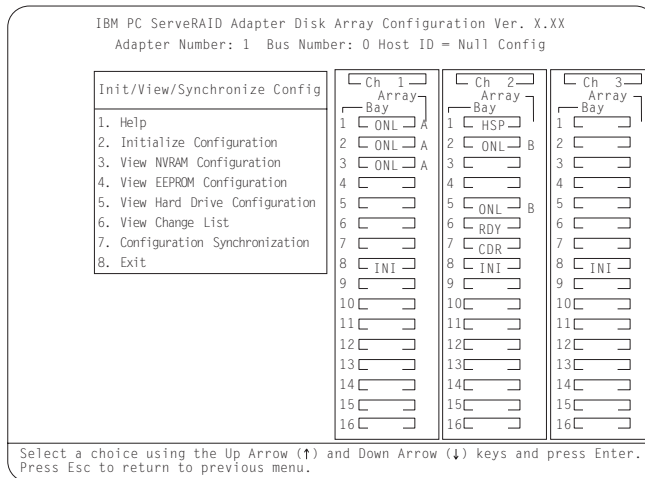 IBM PC ServeRAID Adapter Disk Array Configuration Ver. X.XX
Adapter Number: 1 Bus Number: 0 Host ID = Null Config
Init/View/Synchronize Config
1. Help
2. Initialize Configuration
3. View NVRAM Configuration
4. View EEPROM Configuration
5. View Hard Drive Configuration
6. View Change List
7. Configuration Synchronization
8. Exit
Ch 1
Array
Bay
1 ONL A
2 ONL A
3 ONL A
4
5
6
7
8 INI
9
10
11
12
13
14
15
16
Ch 2
Array
Bay
1 HSP
2 ONL B
3
4
5 ONL B
6 RDY
7 CDR
8 INI
9
10
11
12
13
14
15
16
Ch 3
Array
Bay
1
2
3
4
5
6
7
8 INI
9
10
11
12
13
14
15
16
Select a choice using the Up Arrow (↑) and Down Arrow (↓) keys and press Enter.
Press Esc to return to previous menu.